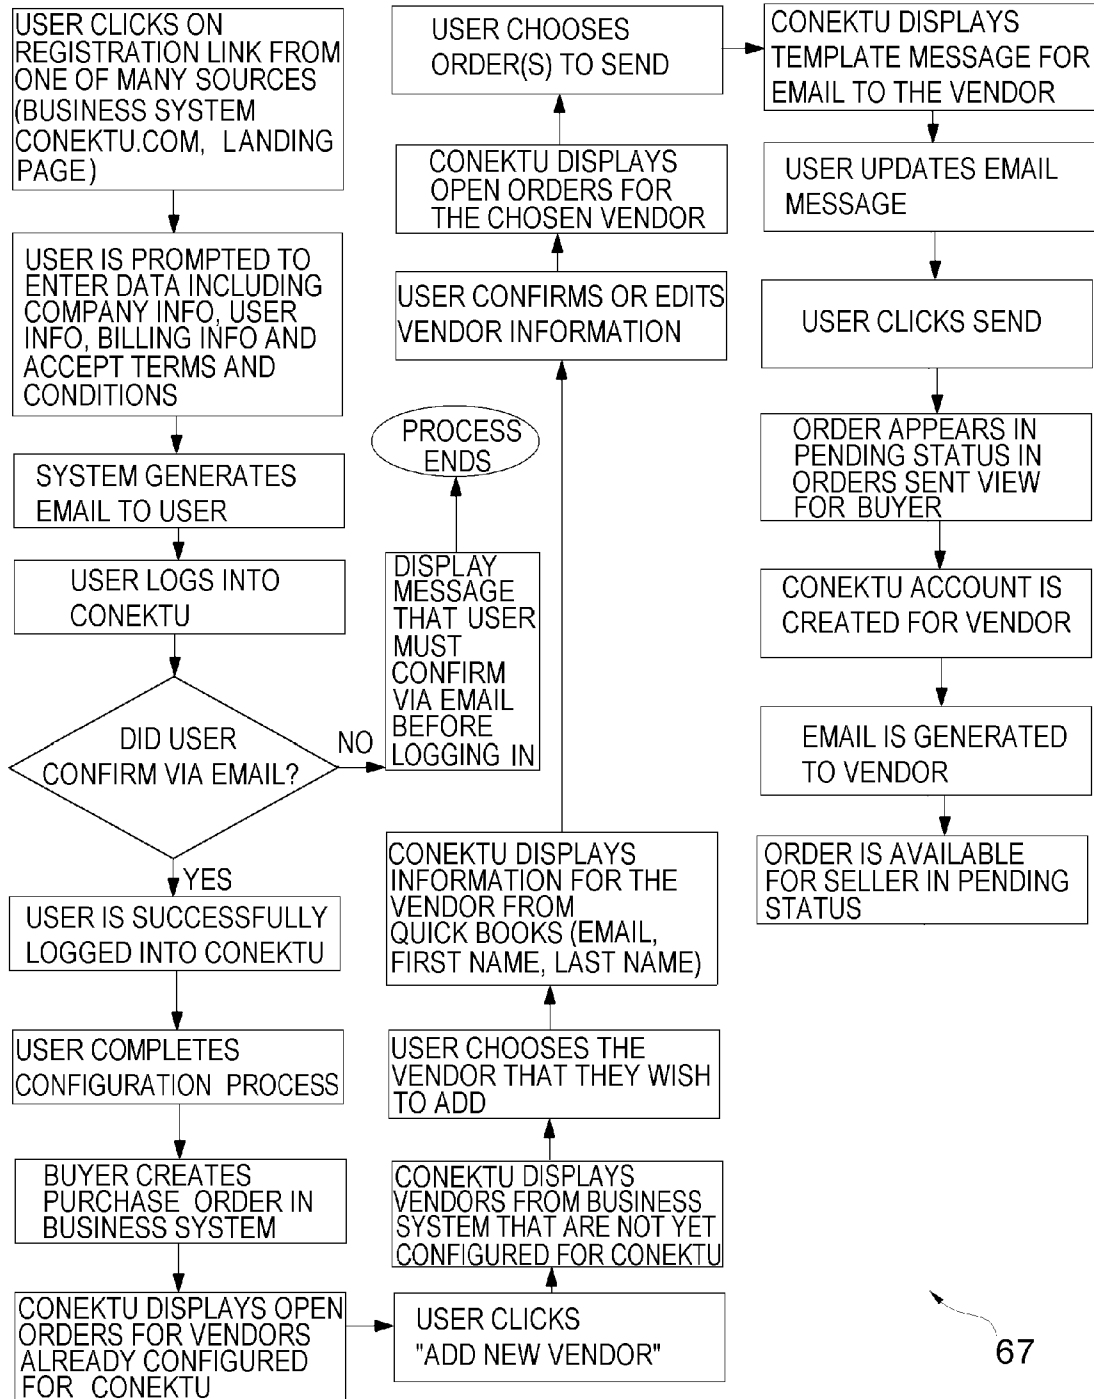 USER CLICKS ON
REGISTRATION LINK FROM
ONE OF MANY SOURCES
(BUSINESS SYSTEM
CONEKTU.COM, LANDING
PAGE)
USER IS PROMPTED TO
ENTER DATA INCLUDING
COMPANY INFO, USER
INFO, BILLING INFO AND
ACCEPT TERMS AND
CONDITIONS
SYSTEM GENERATES
EMAIL TO USER
USER LOGS INTO
CONEKTU
DID USER
CONFIRM VIA EMAIL?
NO
DISPLAY
MESSAGE
THAT USER
MUST
CONFIRM
VIA EMAIL
BEFORE
LOGGING IN
PROCESS
ENDS
YES
USER IS SUCCESSFULLY
LOGGED INTO CONEKTU
USER COMPLETES
CONFIGURATION PROCESS
BUYER CREATES
PURCHASE ORDER IN
BUSINESS SYSTEM
CONEKTU DISPLAYS OPEN
ORDERS FOR VENDORS
ALREADY CONFIGURED
FOR CONEKTU
USER CLICKS
"ADD NEW VENDOR"
CONEKTU DISPLAYS
VENDORS FROM BUSINESS
SYSTEM THAT ARE NOT YET
CONFIGURED FOR CONEKTU
USER CHOOSES THE
VENDOR THAT THEY WISH
TO ADD
CONEKTU DISPLAYS
INFORMATION FOR THE
VENDOR FROM
QUICK BOOKS (EMAIL,
FIRST NAME, LAST NAME)
USER CONFIRMS OR EDITS
VENDOR INFORMATION
CONEKTU DISPLAYS
OPEN ORDERS FOR
THE CHOSEN VENDOR
USER CHOOSES
ORDER(S) TO SEND
CONEKTU DISPLAYS
TEMPLATE MESSAGE FOR
EMAIL TO THE VENDOR
USER UPDATES EMAIL
MESSAGE
USER CLICKS SEND
ORDER APPEARS IN
PENDING STATUS IN
ORDERS SENT VIEW
FOR BUYER
CONEKTU ACCOUNT IS
CREATED FOR VENDOR
EMAIL IS GENERATED
TO VENDOR
ORDER IS AVAILABLE
FOR SELLER IN PENDING
STATUS
67